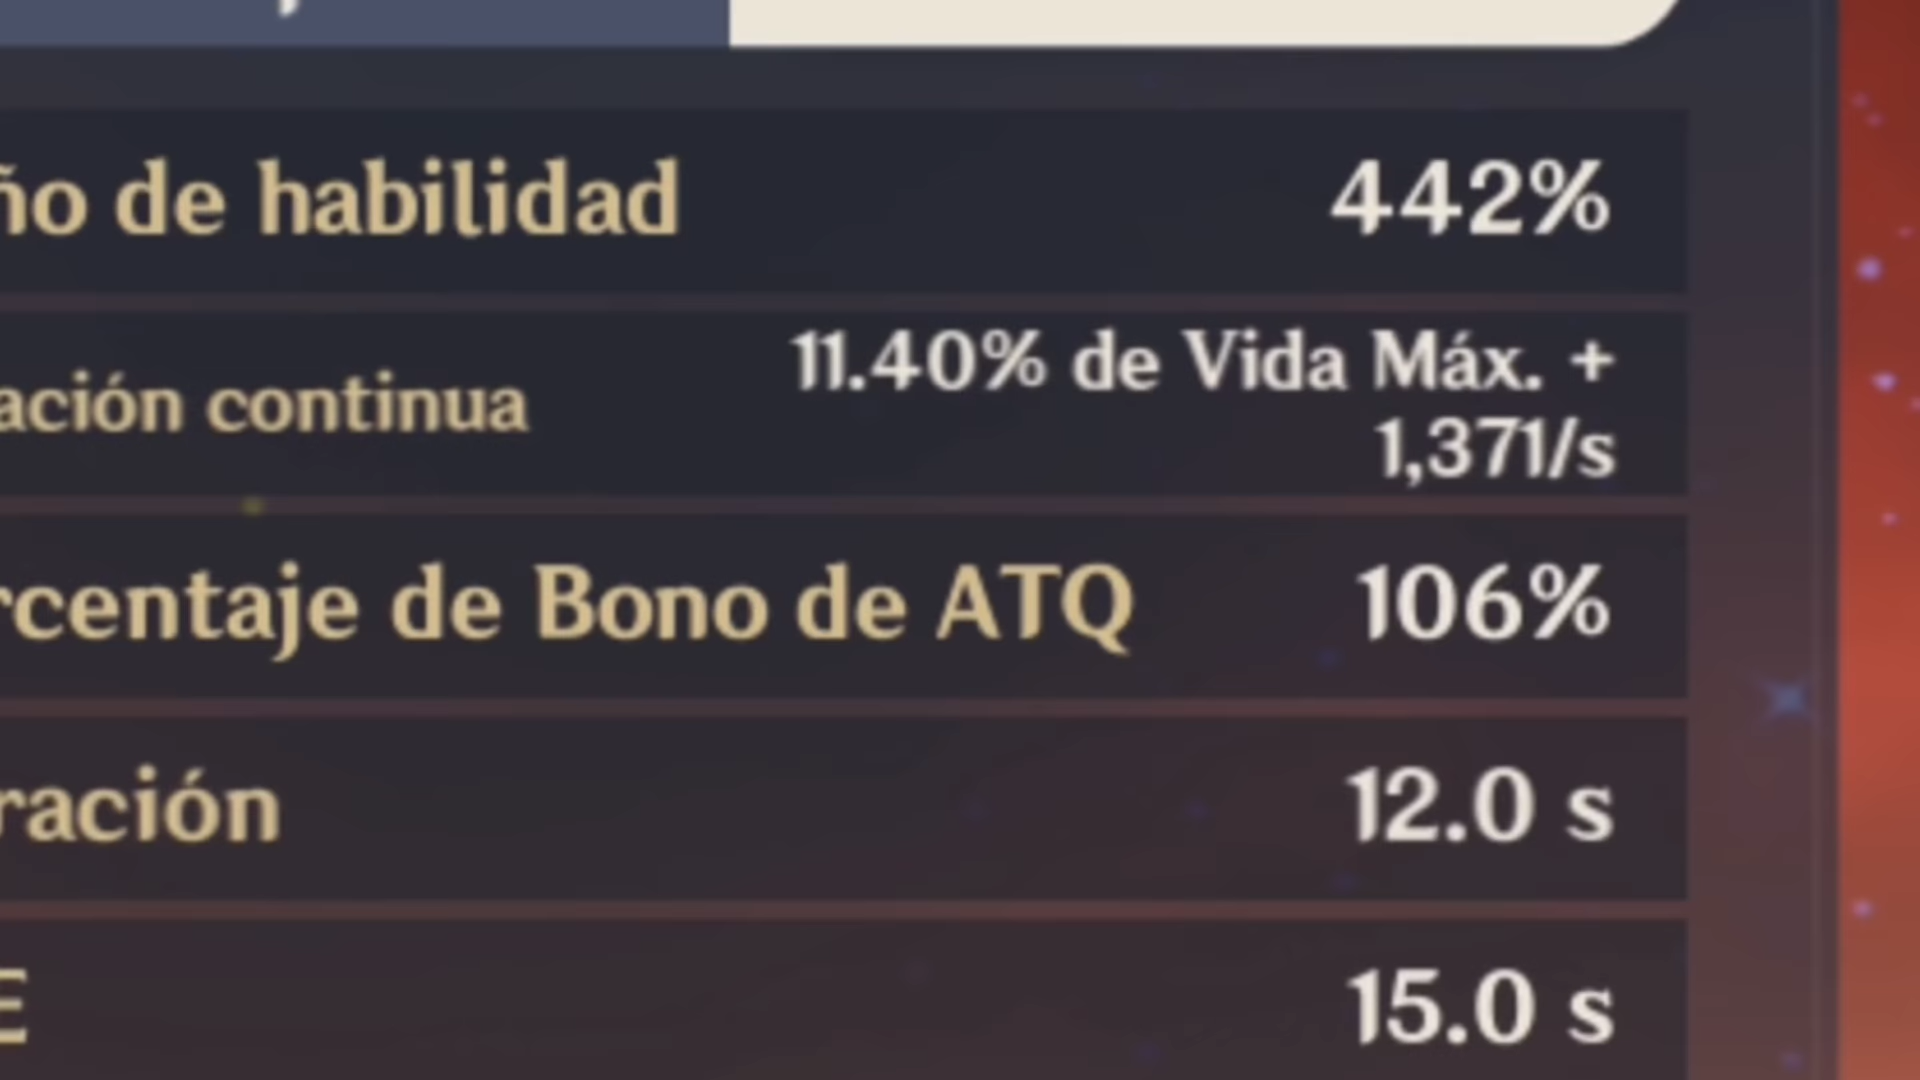 ño de habilidad 442%
ación continua 11.40% de Vida Máx. +
1,371/s
rcentaje de Bono de ATQ 106%
ración 12.0 s
E 15.0 s